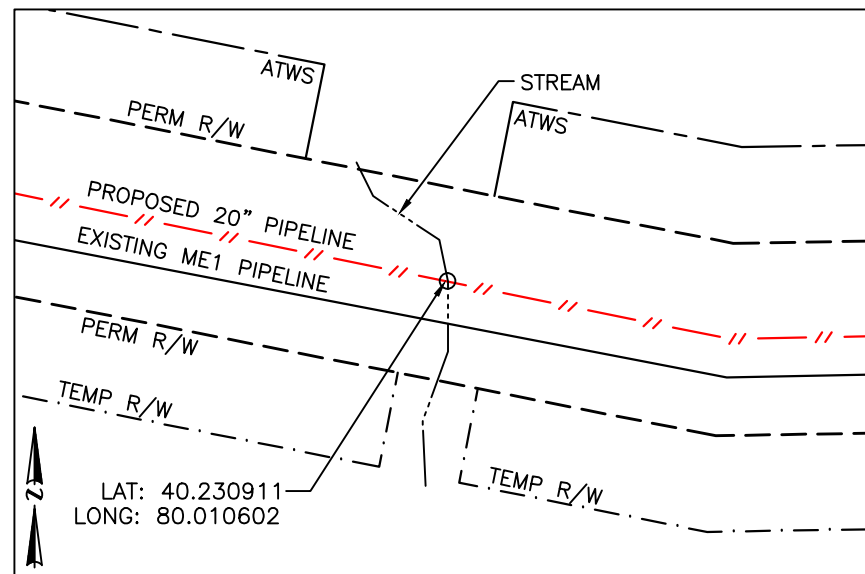 ATWS
STREAM
ATWS
PERM R/W
PROPOSED 20" PIPELINE
EXISTING ME1 PIPELINE
PERM R/W
TEMP R/W
TEMP R/W
LAT: 40.230911
LONG: 80.010602
N